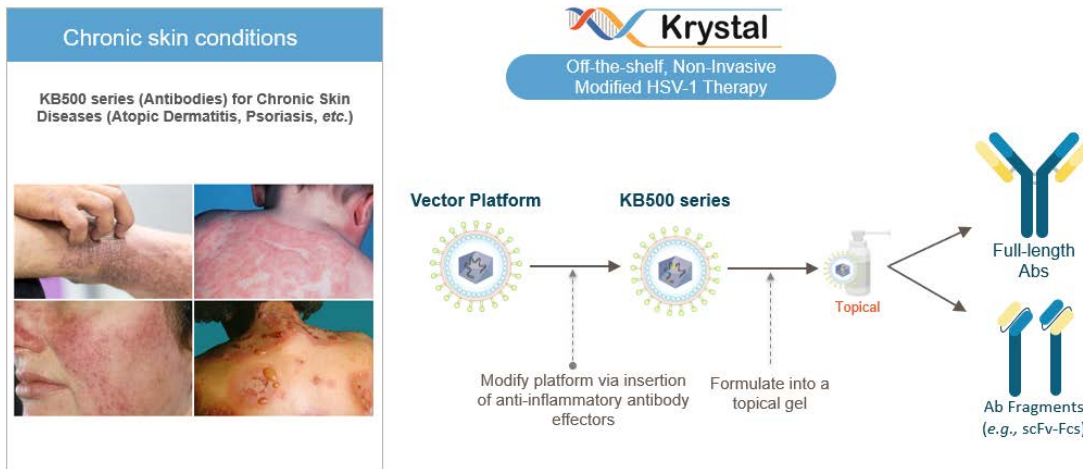 Chronic skin conditions
KB500 series (Antibodies) for Chronic Skin
Diseases (Atopic Dermatitis, Psoriasis, etc.)
Krystal
Off-the-shelf, Non-Invasive
Modified HSV-1 Therapy
Vector Platform
KB500 series
Topical
Full-length
Abs
Modify platform via insertion
of anti-inflammatory antibody
effectors
Formulate into a
topical gel
Ab Fragments
(e.g., scFv-Fcs)